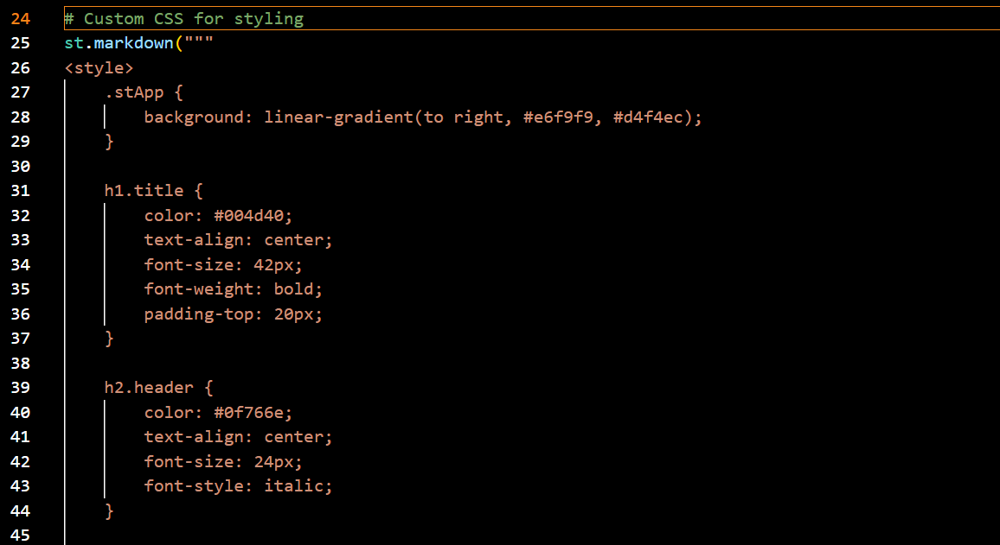 24 # Custom CSS for styling
25 st.markdown("""
26 <style>
27     .stApp {
28         background: linear-gradient(to right, #e6f9f9, #d4f4ec);
29     }
30
31     h1.title {
32         color: #004d40;
33         text-align: center;
34         font-size: 42px;
35         font-weight: bold;
36         padding-top: 20px;
37     }
38
39     h2.header {
40         color: #0f766e;
41         text-align: center;
42         font-size: 24px;
43         font-style: italic;
44     }
45